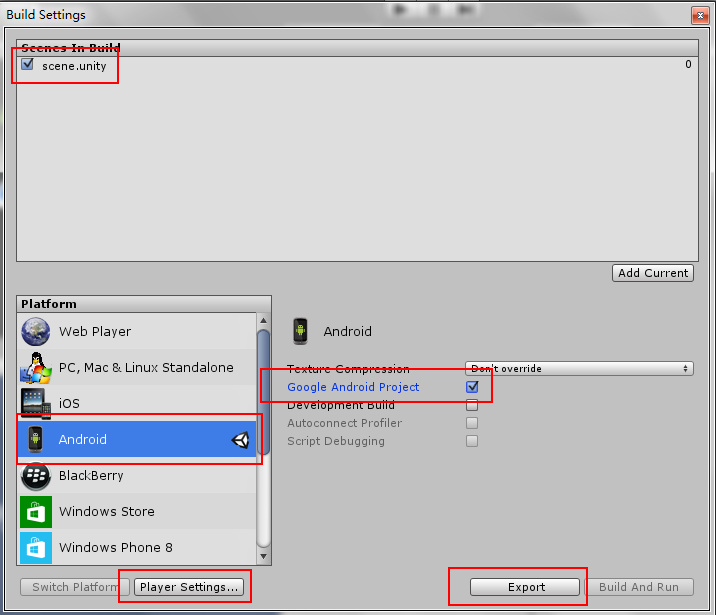 Build Settings
Scenes In Build
scene.unity 0
Add Current
Platform
Web Player
PC, Mac & Linux Standalone
iOS
Android
BlackBerry
Windows Store
Windows Phone 8
Android
Texture Compression Don't override
Google Android Project
Development Build
Autoconnect Profiler
Script Debugging
Switch Platform Player Settings... Export Build And Run